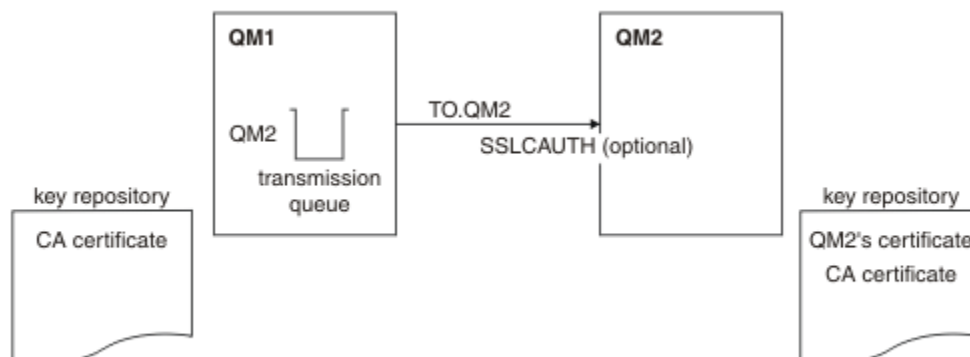 QM1
QM2
TO.QM2
QM2
SSLCAUTH (optional)
transmission
queue
key repository
key repository
CA certificate
QM2's certificate
CA certificate